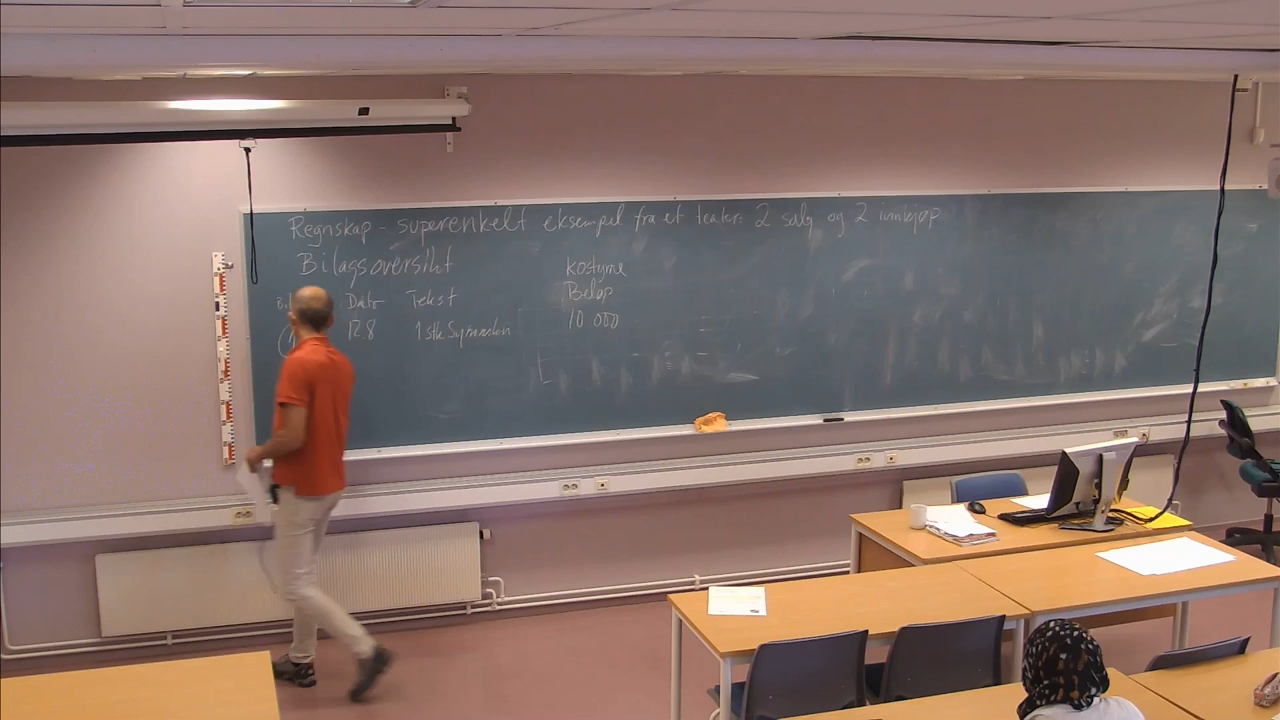 Regnskap - superenkelt eksempel fra et teater: 2 salg og 2 innkjøp
Bilagsoversikt
kostyme
Dato Tekst Beløp
12.8 1 stk 10 000